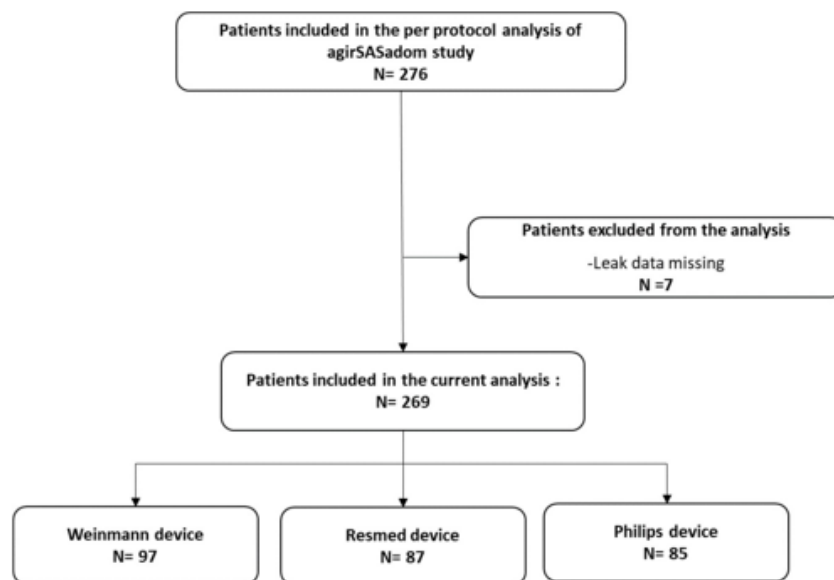 Patients included in the per protocol analysis of
agirSASadom study
N= 276
Patients excluded from the analysis
-Leak data missing
N =7
Patients included in the current analysis :
N= 269
Weinmann device
N= 97
Resmed device
N= 87
Philips device
N= 85